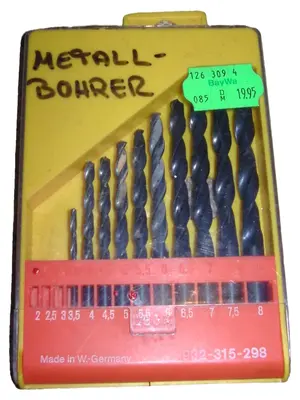 METALL-
BOHRER
126 309 4
BayWa
085 D M 19.95
2 2,5 3 3,5 4 4,5 5 5,5 6 6,5 7 7,5 8
Made in W.-Germany
-315-298